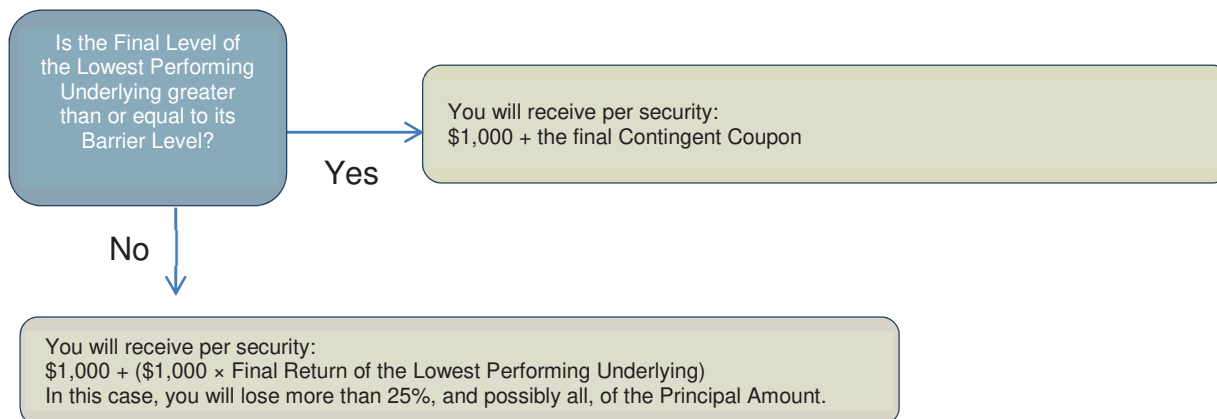 Is the Final Level of
the Lowest Performing
Underlying greater
than or equal to its
Barrier Level?
You will receive per security:
$1,000 + the final Contingent Coupon
Yes
No
You will receive per security:
$1,000 + ($1,000 × Final Return of the Lowest Performing Underlying)
In this case, you will lose more than 25%, and possibly all, of the Principal Amount.